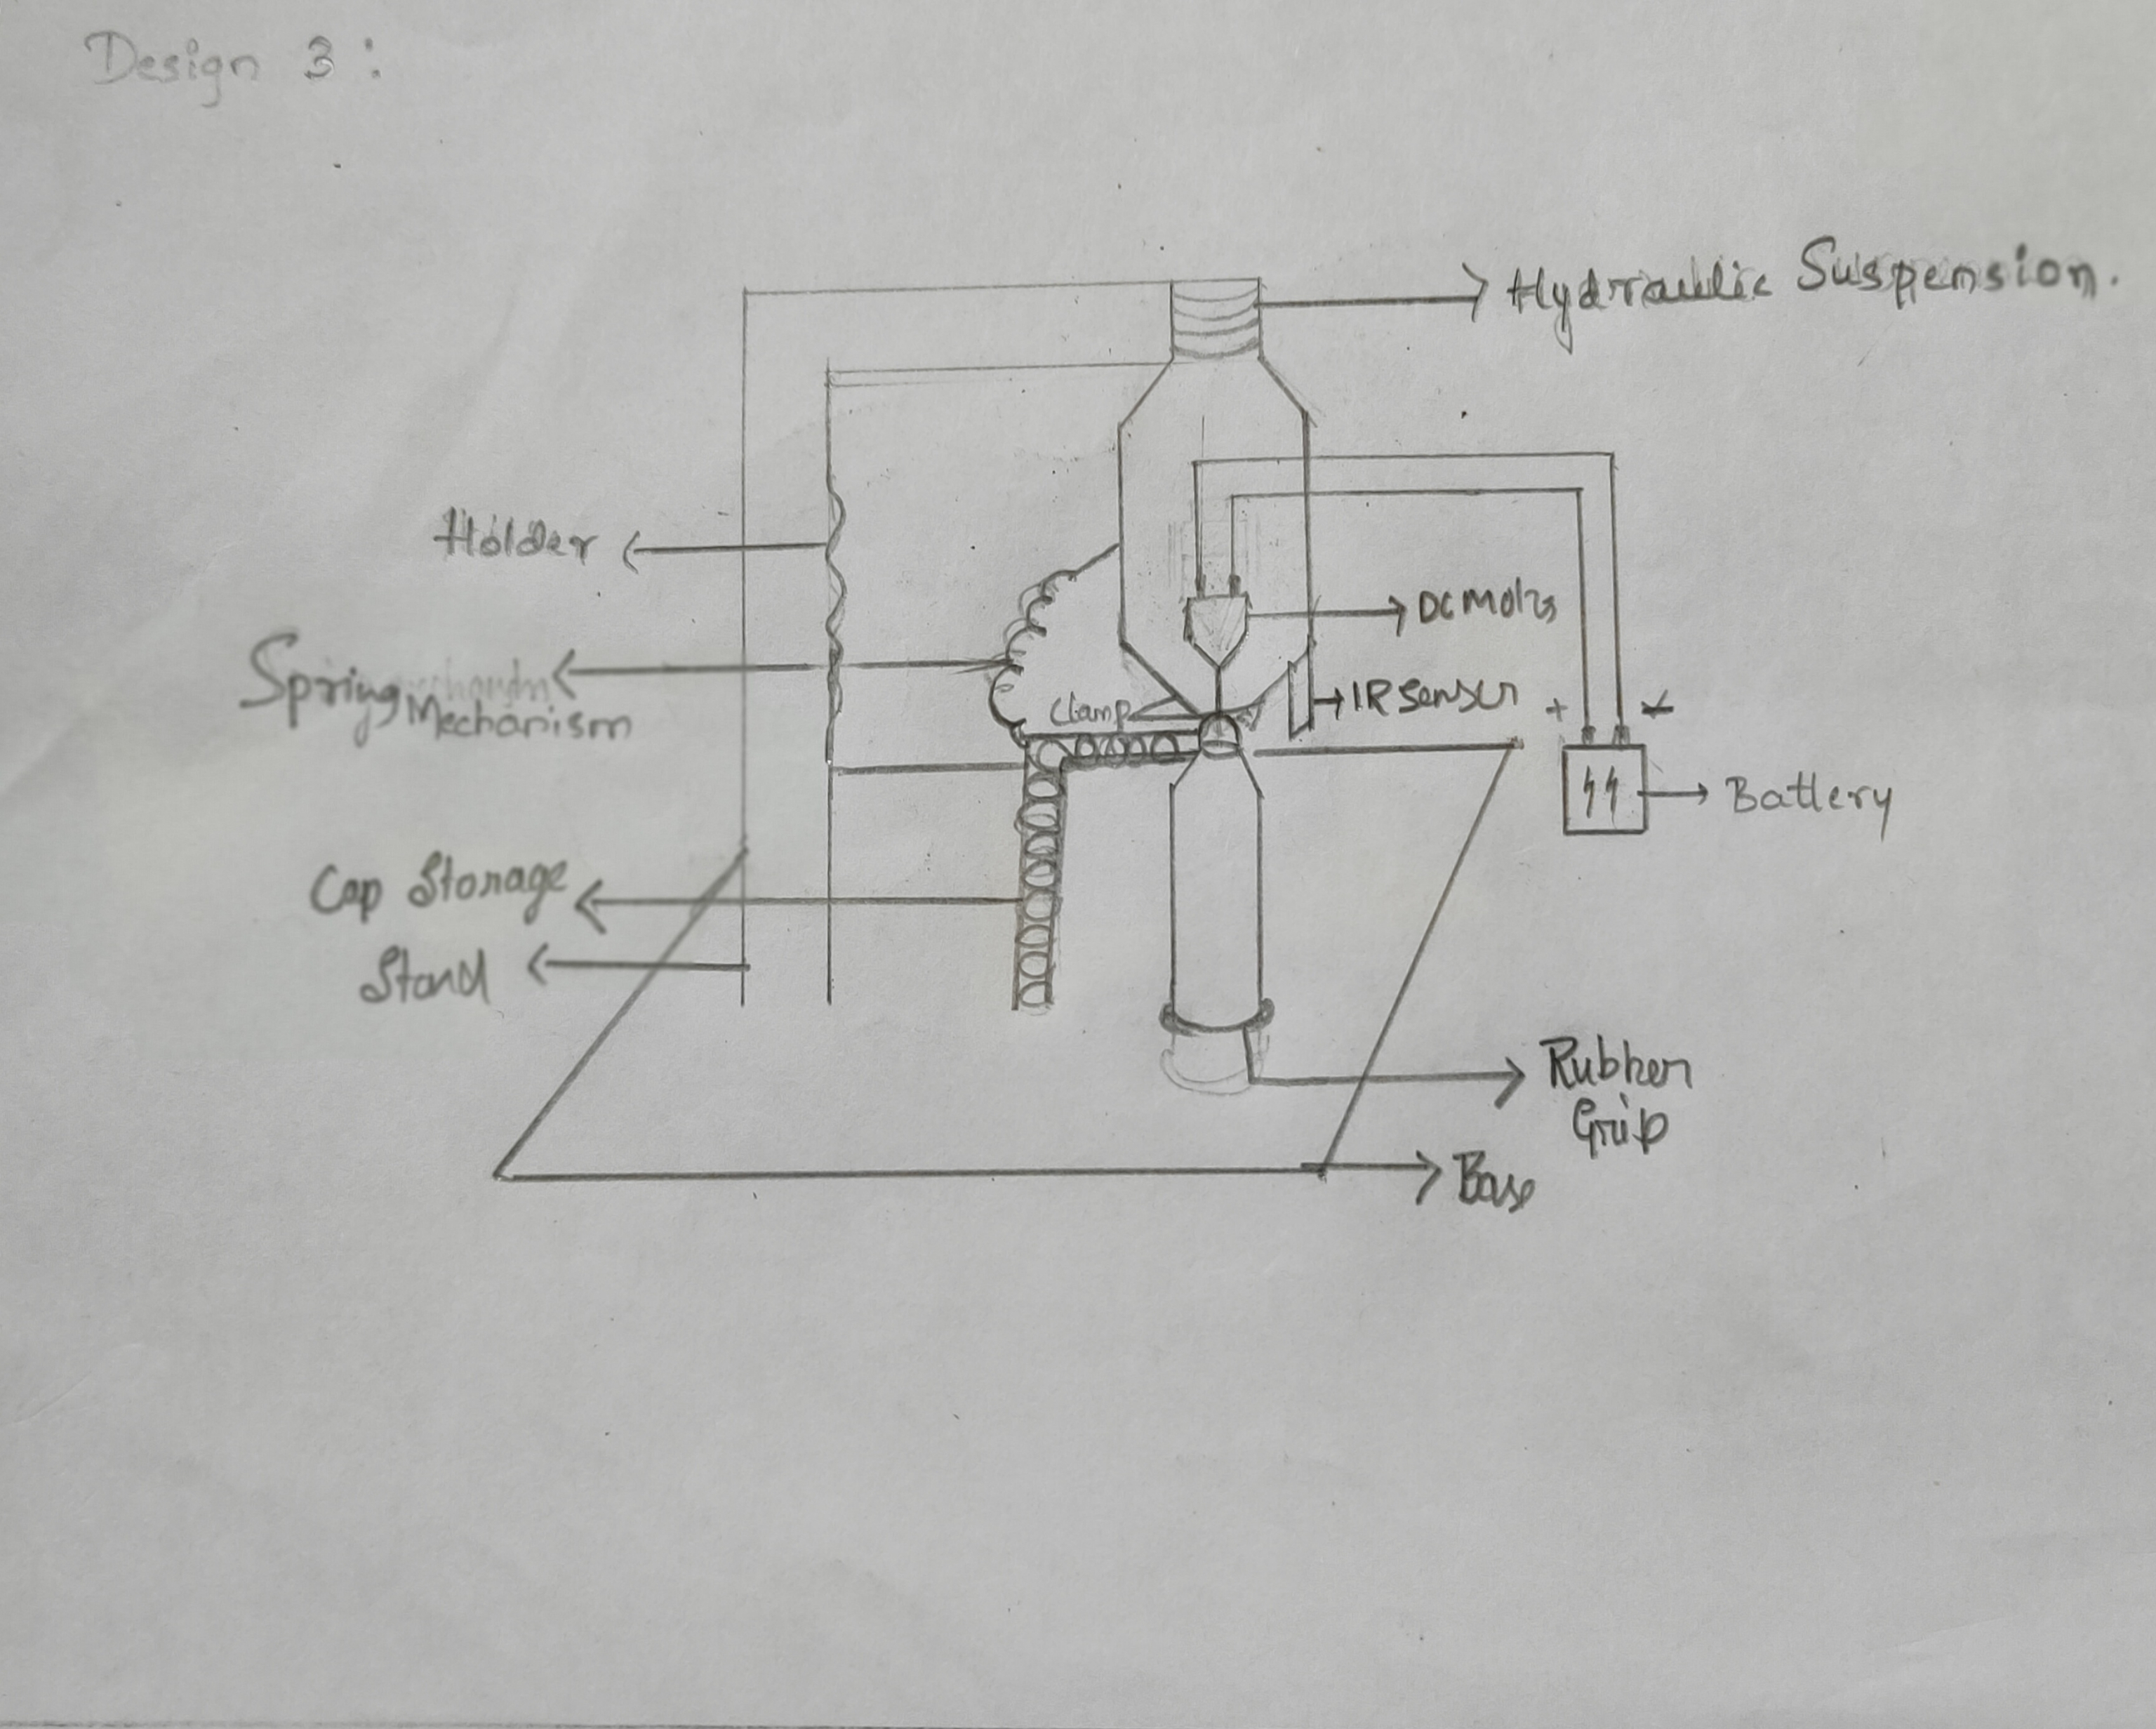 Design 3:
Hydraulic Suspension.
Holder
DC Motor
Spring
Mechanism
Clamp
IR Sensor
+
Battery
Cap Storage
Stand
Rubber
Grip
Base